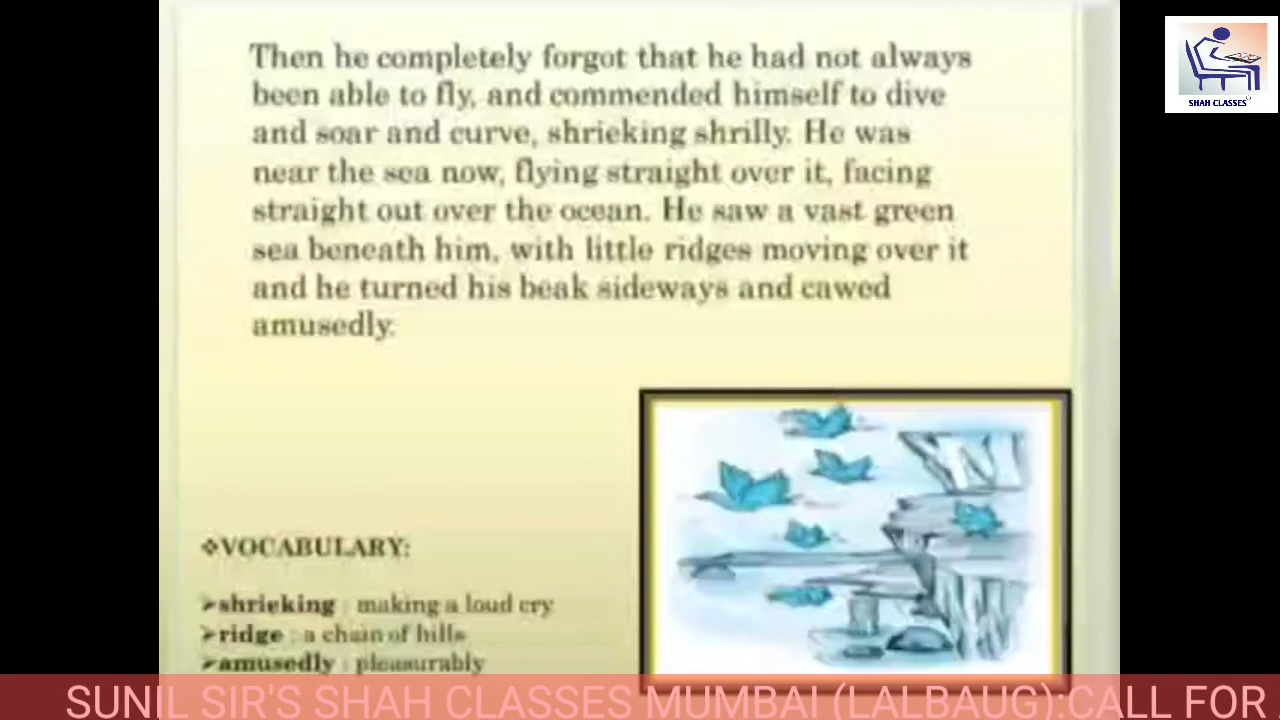 Then he completely forgot that he had not always
been able to fly, and commended himself to dive
and soar and curve, shrieking shrilly. He was
near the sea now, flying straight over it, facing
straight out over the ocean. He saw a vast green
sea beneath him, with little ridges moving over it
and he turned his beak sideways and cawed
amusedly.
❖VOCABULARY:
➢shrieking : making a loud cry
➢ridge : a chain of hills
➢amusedly : pleasurably
SHAH CLASSES
SUNIL SIR'S SHAH CLASSES MUMBAI (LALBAUG):CALL FOR